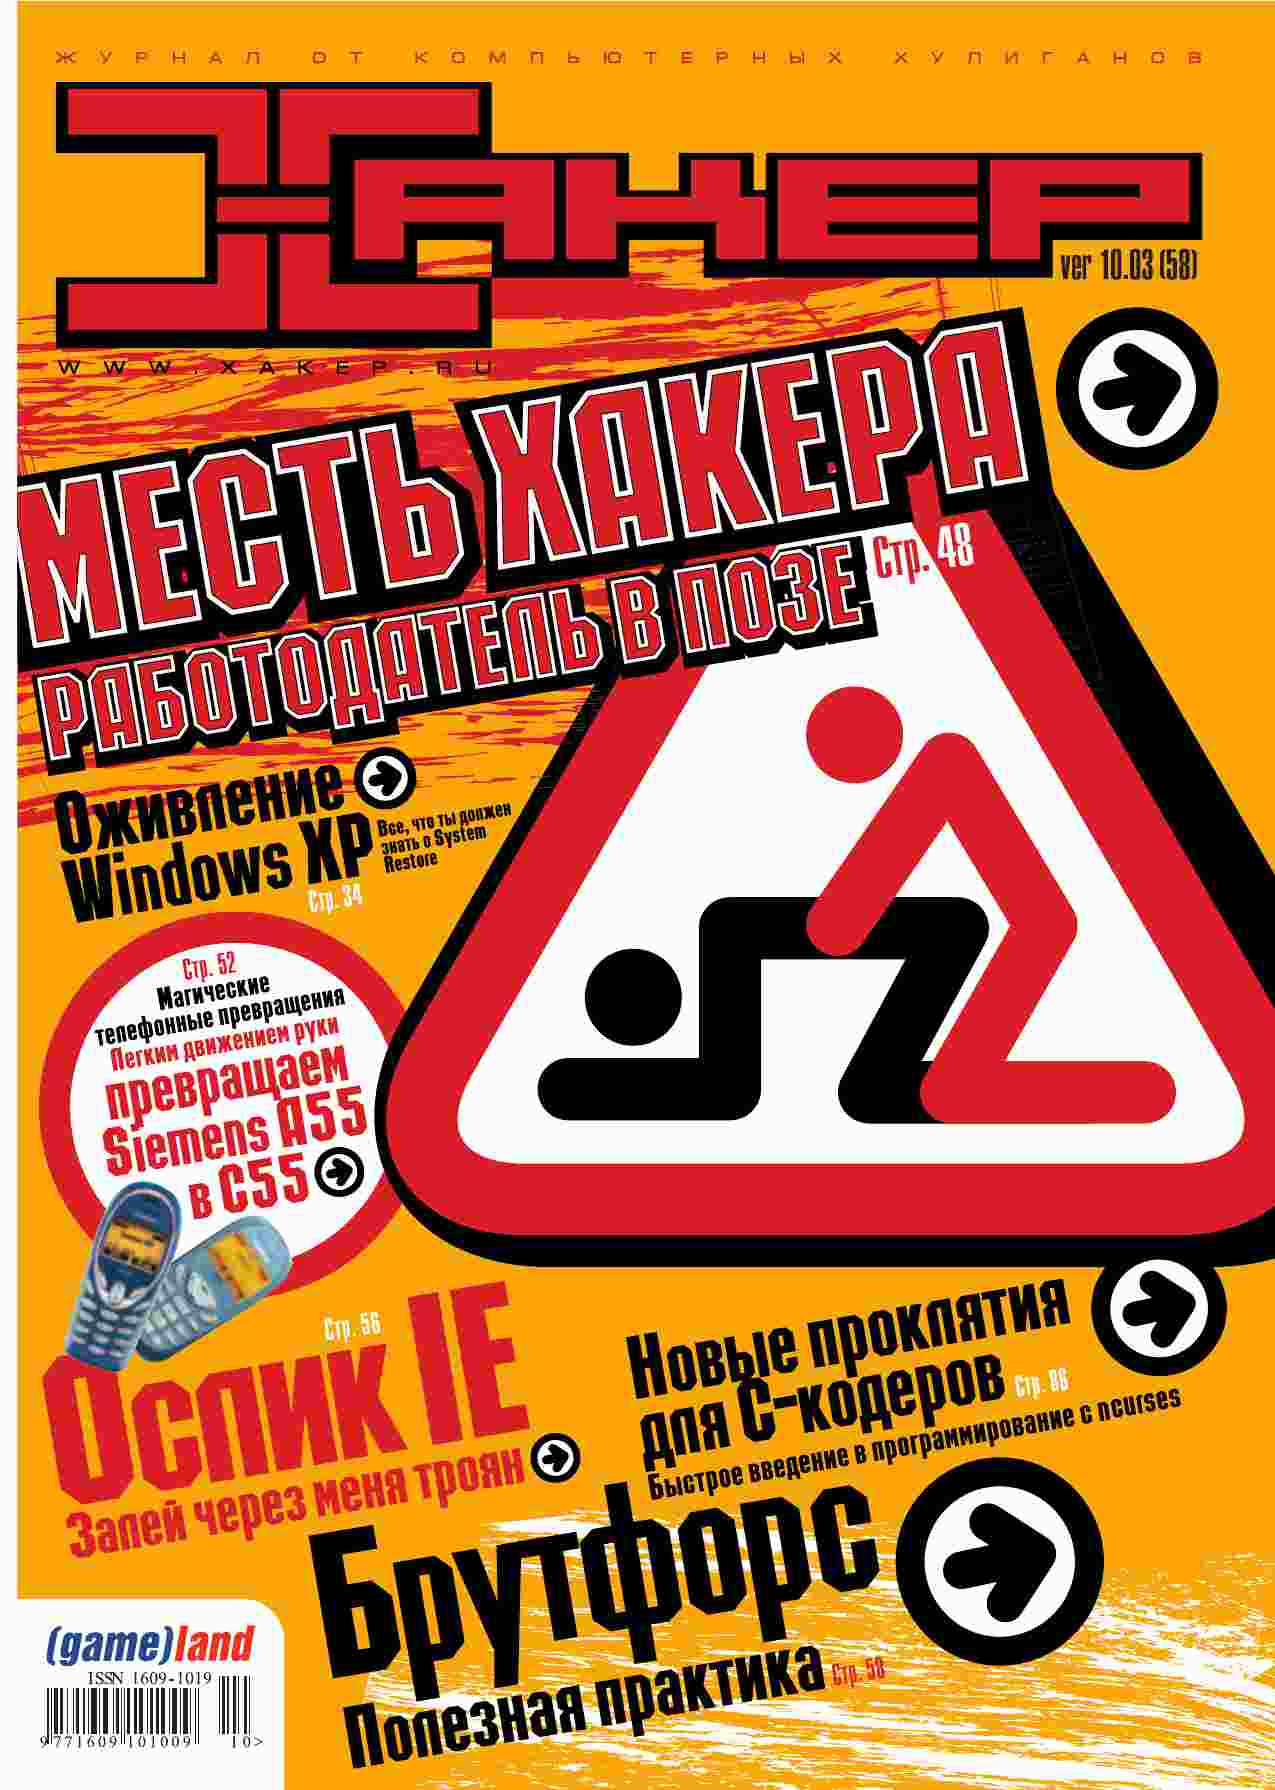 ЖУРНАЛ ОТ КОМПЬЮТЕРНЫХ ХУЛИГАНОВ
ХАКЕР
ver 10.03 (58)
WWW.XAKEP.RU
МЕСТЬ ХАКЕРА
Стр. 48
РАБОТОДАТЕЛЬ В ПОЗЕ
Оживление
Windows XP
Все, что ты должен
знать о System
Restore
Стр. 34
Стр. 52
Магические
телефонные превращения
Легким движением руки
превращаем
Siemens A55
в C55
Стр. 56
Ослик IE
Залей через меня троян
Новые проклятия
для С-кодеров Стр. 86
Быстрое введение в программирование с ncurses
Брутфорс
Полезная практика Стр. 58
(game)land
ISSN 1609-1019
9 771609 101009 10>